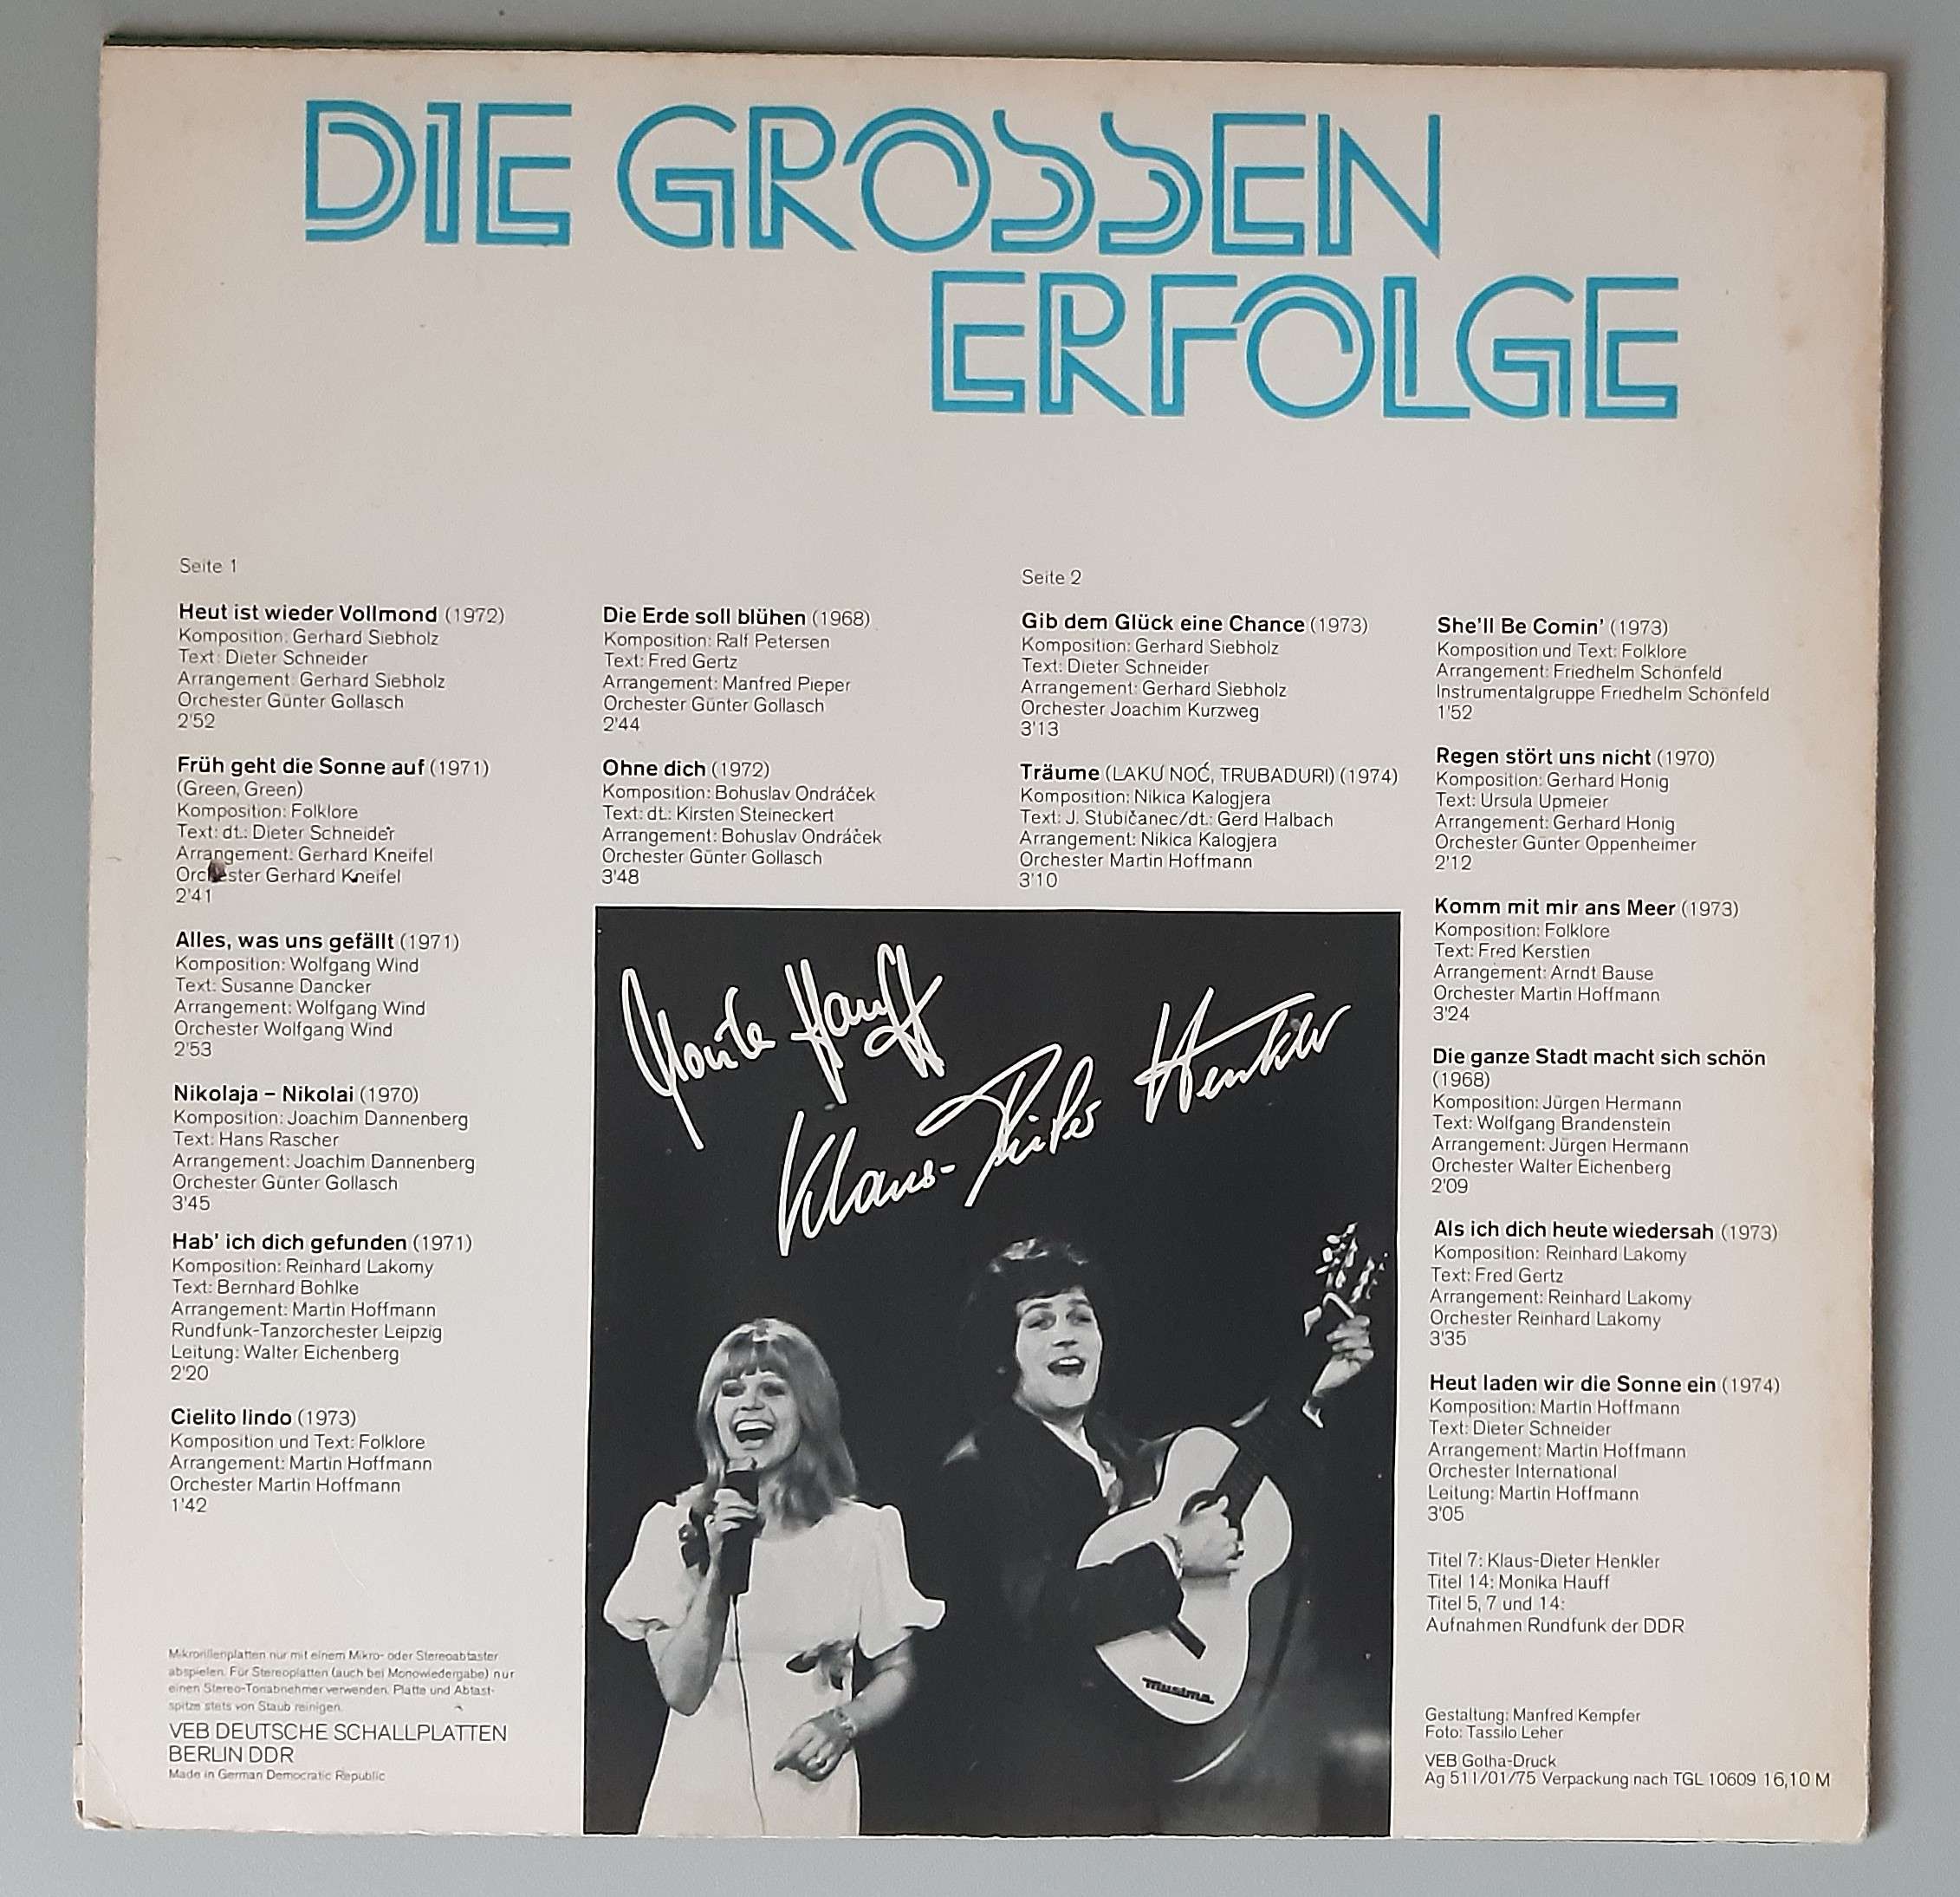 DIE GROSSEN
ERFOLGE
Seite 1
Heut ist wieder Vollmond (1972)
Komposition: Gerhard Siebholz
Text: Dieter Schneider
Arrangement: Gerhard Siebholz
Orchester Günter Gollasch
2'52
Früh geht die Sonne auf (1971)
(Green, Green)
Komposition: Folklore
Text: dt.: Dieter Schneider
Arrangement: Gerhard Kneifel
Orchester Gerhard Kneifel
2'41
Alles, was uns gefällt (1971)
Komposition: Wolfgang Wind
Text: Susanne Dancker
Arrangement: Wolfgang Wind
Orchester Wolfgang Wind
2'53
Nikolaja – Nikolai (1970)
Komposition: Joachim Dannenberg
Text: Hans Rascher
Arrangement: Joachim Dannenberg
Orchester Günter Gollasch
3'45
Hab' ich dich gefunden (1971)
Komposition: Reinhard Lakomy
Text: Bernhard Bohlke
Arrangement: Martin Hoffmann
Rundfunk-Tanzorchester Leipzig
Leitung: Walter Eichenberg
2'20
Cielito lindo (1973)
Komposition und Text: Folklore
Arrangement: Martin Hoffmann
Orchester Martin Hoffmann
1'42
Die Erde soll blühen (1968)
Komposition: Ralf Petersen
Text: Fred Gertz
Arrangement: Manfred Pieper
Orchester Günter Gollasch
2'44
Ohne dich (1972)
Komposition: Bohuslav Ondráček
Text: dt.: Kirsten Steineckert
Arrangement: Bohuslav Ondráček
Orchester Günter Gollasch
3'48
Seite 2
Gib dem Glück eine Chance (1973)
Komposition: Gerhard Siebholz
Text: Dieter Schneider
Arrangement: Gerhard Siebholz
Orchester Joachim Kurzweg
3'13
Träume (LAKU NOĆ, TRUBADURI) (1974)
Komposition: Nikica Kalogjera
Text: J. Stubičanec/dt.: Gerd Halbach
Arrangement: Nikica Kalogjera
Orchester Martin Hoffmann
3'10
She'll Be Comin' (1973)
Komposition und Text: Folklore
Arrangement: Friedhelm Schönfeld
Instrumentalgruppe Friedhelm Schönfeld
1'52
Regen stört uns nicht (1970)
Komposition: Gerhard Honig
Text: Ursula Upmeier
Arrangement: Gerhard Honig
Orchester Günter Oppenheimer
2'12
Komm mit mir ans Meer (1973)
Komposition: Folklore
Text: Fred Kerstien
Arrangement: Arndt Bause
Orchester Martin Hoffmann
3'24
Die ganze Stadt macht sich schön
(1968)
Komposition: Jürgen Hermann
Text: Wolfgang Brandenstein
Arrangement: Jürgen Hermann
Orchester Walter Eichenberg
2'09
Als ich dich heute wiedersah (1973)
Komposition: Reinhard Lakomy
Text: Fred Gertz
Arrangement: Reinhard Lakomy
Orchester Reinhard Lakomy
3'35
Heut laden wir die Sonne ein (1974)
Komposition: Martin Hoffmann
Text: Dieter Schneider
Arrangement: Martin Hoffmann
Orchester International
Leitung: Martin Hoffmann
3'05
Titel 7: Klaus-Dieter Henkler
Titel 14: Monika Hauff
Titel 5, 7 und 14:
Aufnahmen Rundfunk der DDR
Monika Hauff
Klaus-Dieter Henkler
musima
Mikrorillenplatten nur mit einem Mikro- oder Stereoabtaster
abspielen. Für Stereoplatten (auch bei Monowiedergabe) nur
einen Stereo-Tonabnehmer verwenden. Platte und Abtast-
spitze stets von Staub reinigen.
VEB DEUTSCHE SCHALLPLATTEN
BERLIN DDR
Made in German Democratic Republic
Gestaltung: Manfred Kempfer
Foto: Tassilo Leher
VEB Gotha-Druck
Ag 511/01/75 Verpackung nach TGL 10609 16,10 M